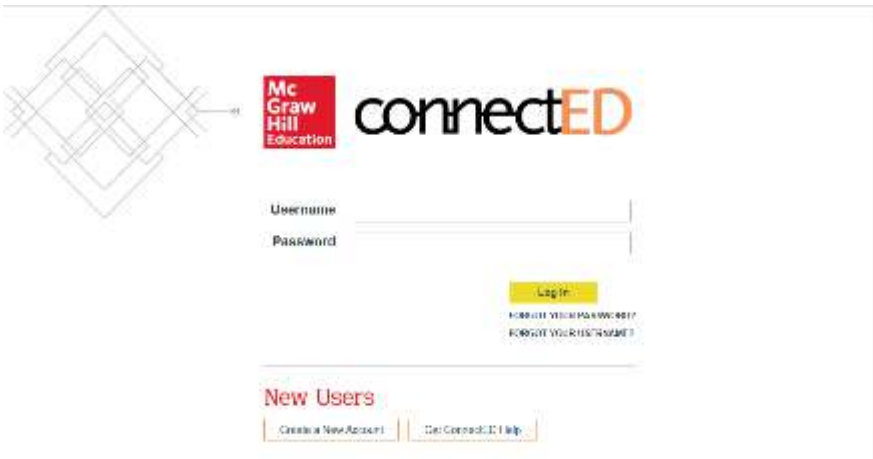 Mc
Graw
Hill
Education
connectED
Username
Password
Log In
FORGOT YOUR PASSWORD?
FORGOT YOUR USERNAME?
New Users
Create a New Account
Get ConnectED Help